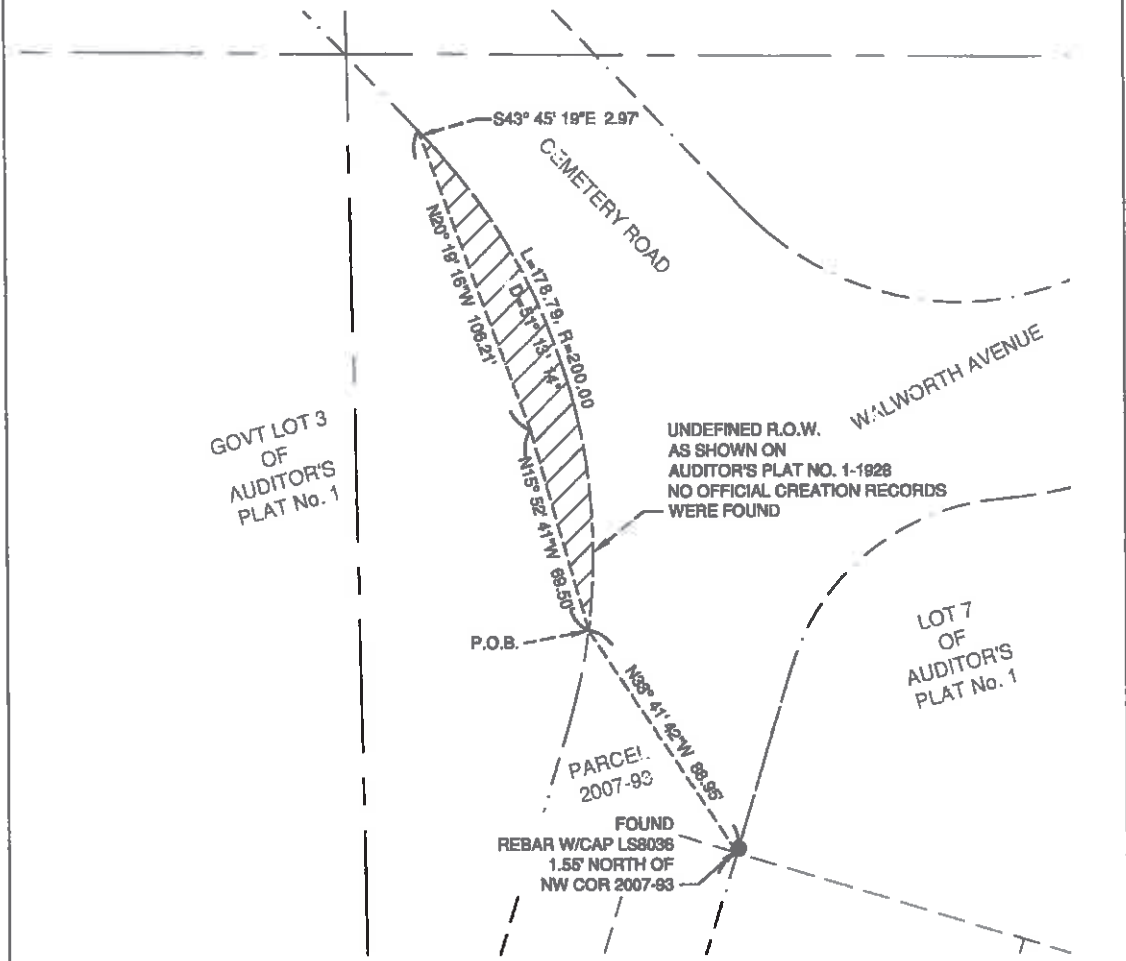 S43° 45' 19"E 2.97'
CEMETERY ROAD
N20° 19' 16"W 106.21'
L=178.79, R=200.00
D=51° 13' 14"
WALWORTH AVENUE
GOVT LOT 3
OF
AUDITOR'S
PLAT No. 1
UNDEFINED R.O.W.
AS SHOWN ON
AUDITOR'S PLAT NO. 1-1928
NO OFFICIAL CREATION RECORDS
WERE FOUND
N15° 52' 41"W 69.50'
LOT 7
OF
AUDITOR'S
PLAT No. 1
P.O.B.
N38° 41' 42"W 88.95'
PARCEL
2007-93
FOUND
REBAR W/CAP LS8036
1.55' NORTH OF
NW COR 2007-93